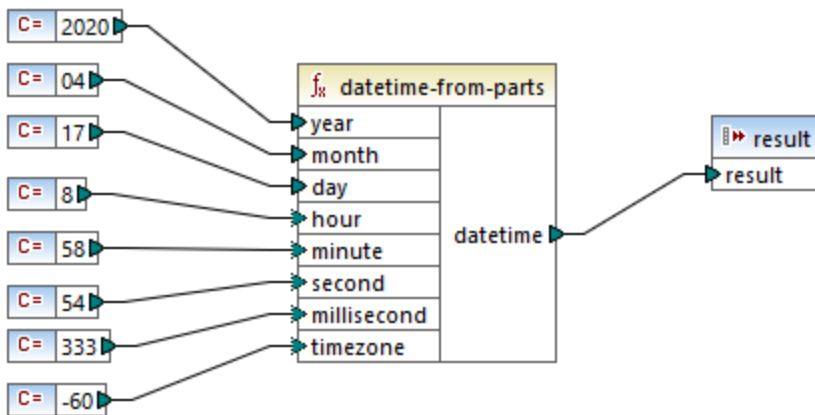 C= 2020
C= 04
C= 17
C= 8
C= 58
C= 54
C= 333
C= -60
fx datetime-from-parts
year
month
day
hour
minute
second
millisecond
timezone
datetime
result
result